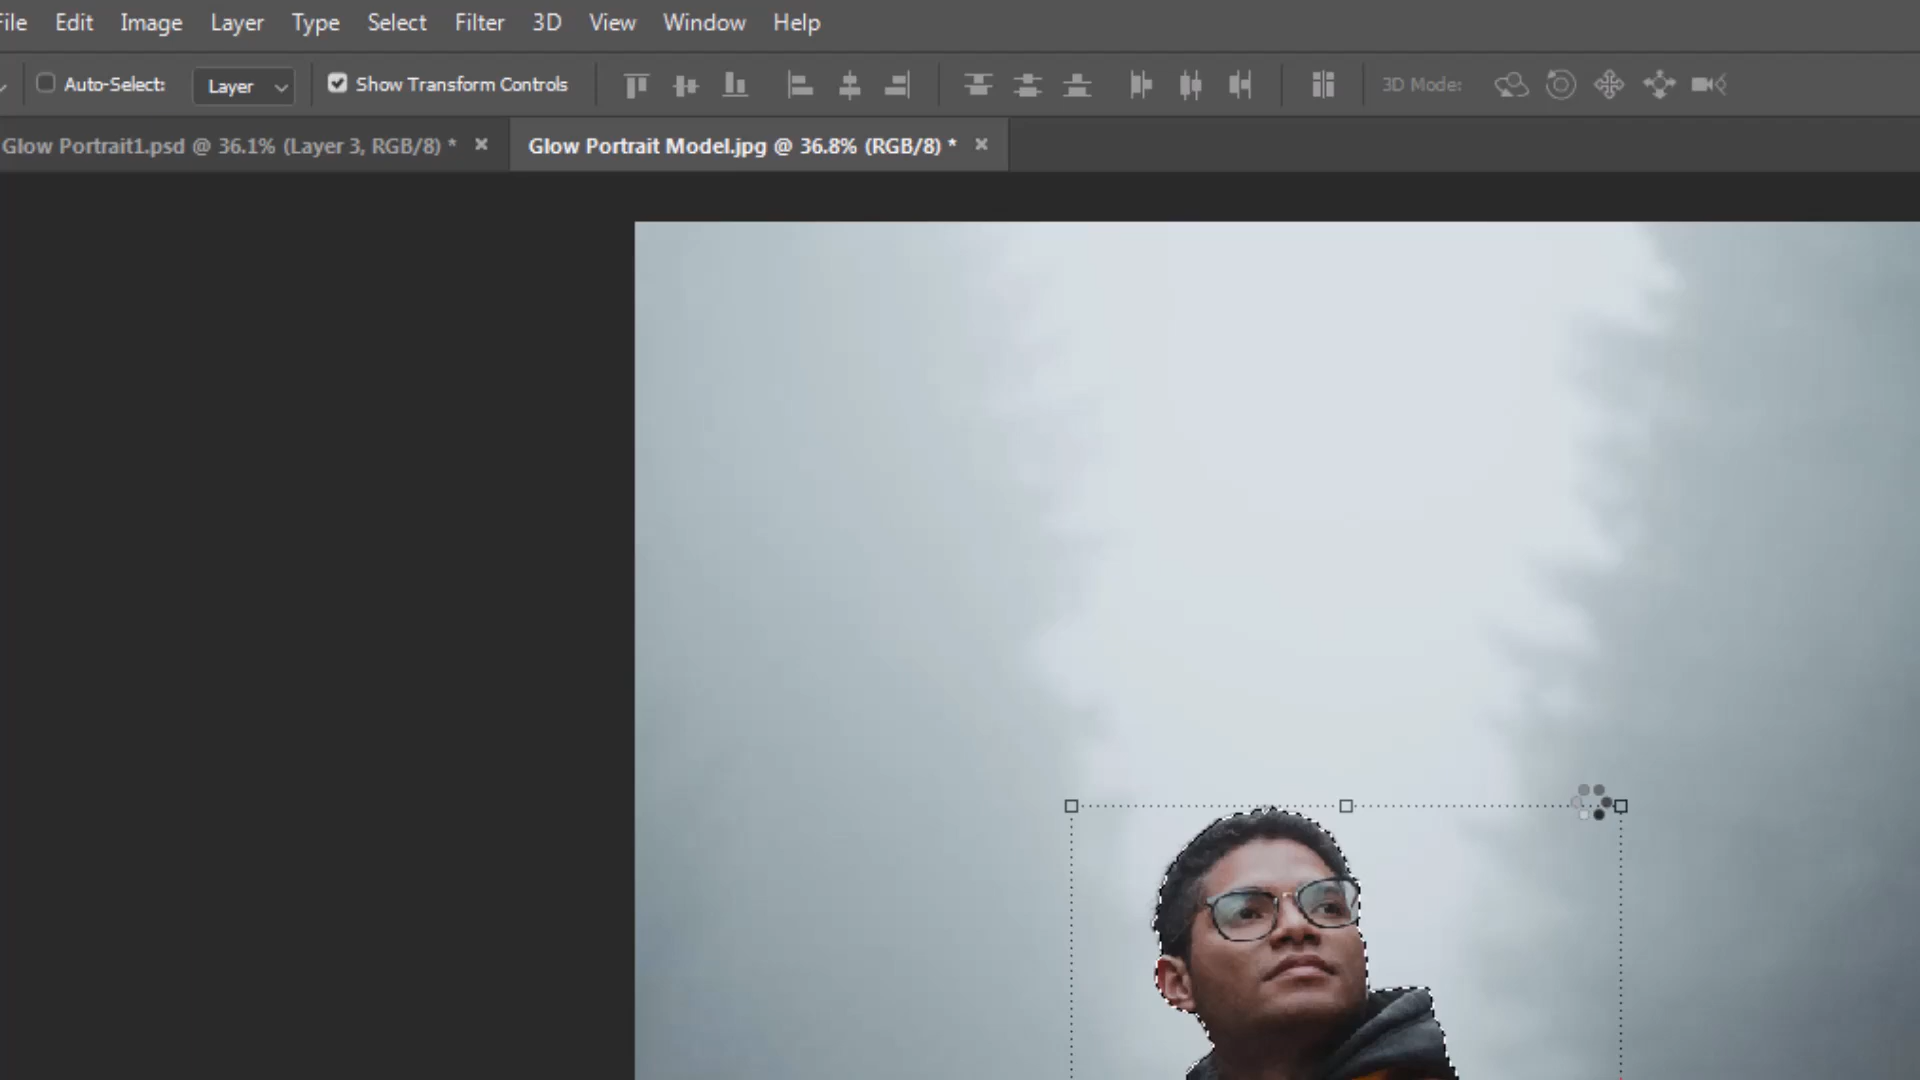 File Edit Image Layer Type Select Filter 3D View Window Help
Auto-Select: Layer Show Transform Controls 3D Mode:
Glow Portrait1.psd @ 36.1% (Layer 3, RGB/8) * × Glow Portrait Model.jpg @ 36.8% (RGB/8) * ×